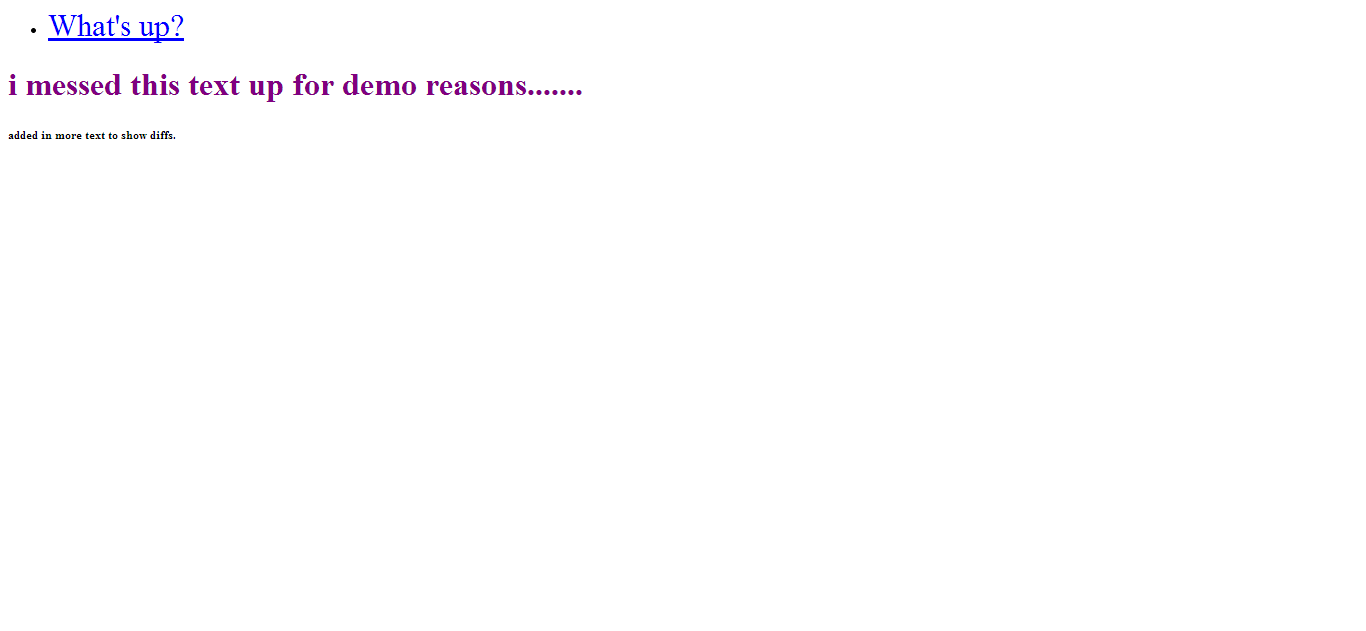 What's up?
i messed this text up for demo reasons.......
added in more text to show diffs.